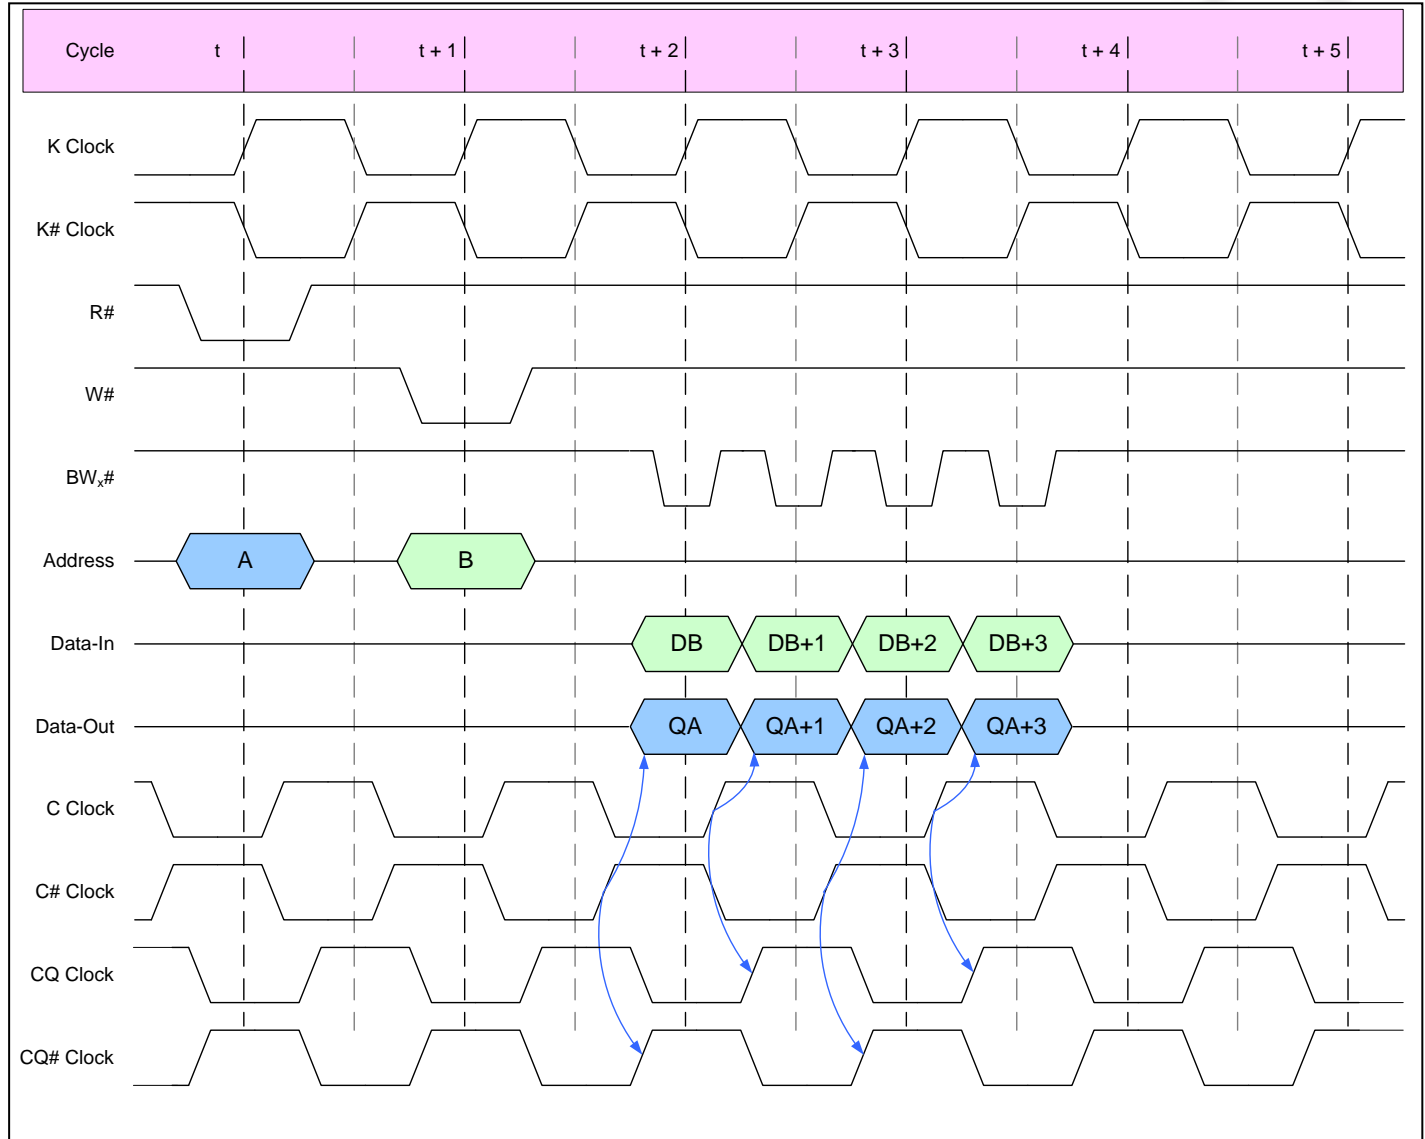 Cycle t t + 1 t + 2 t + 3 t + 4 t + 5
K Clock
K# Clock
R#
W#
BWx#
Address A B
Data-In DB DB+1 DB+2 DB+3
Data-Out QA QA+1 QA+2 QA+3
C Clock
C# Clock
CQ Clock
CQ# Clock